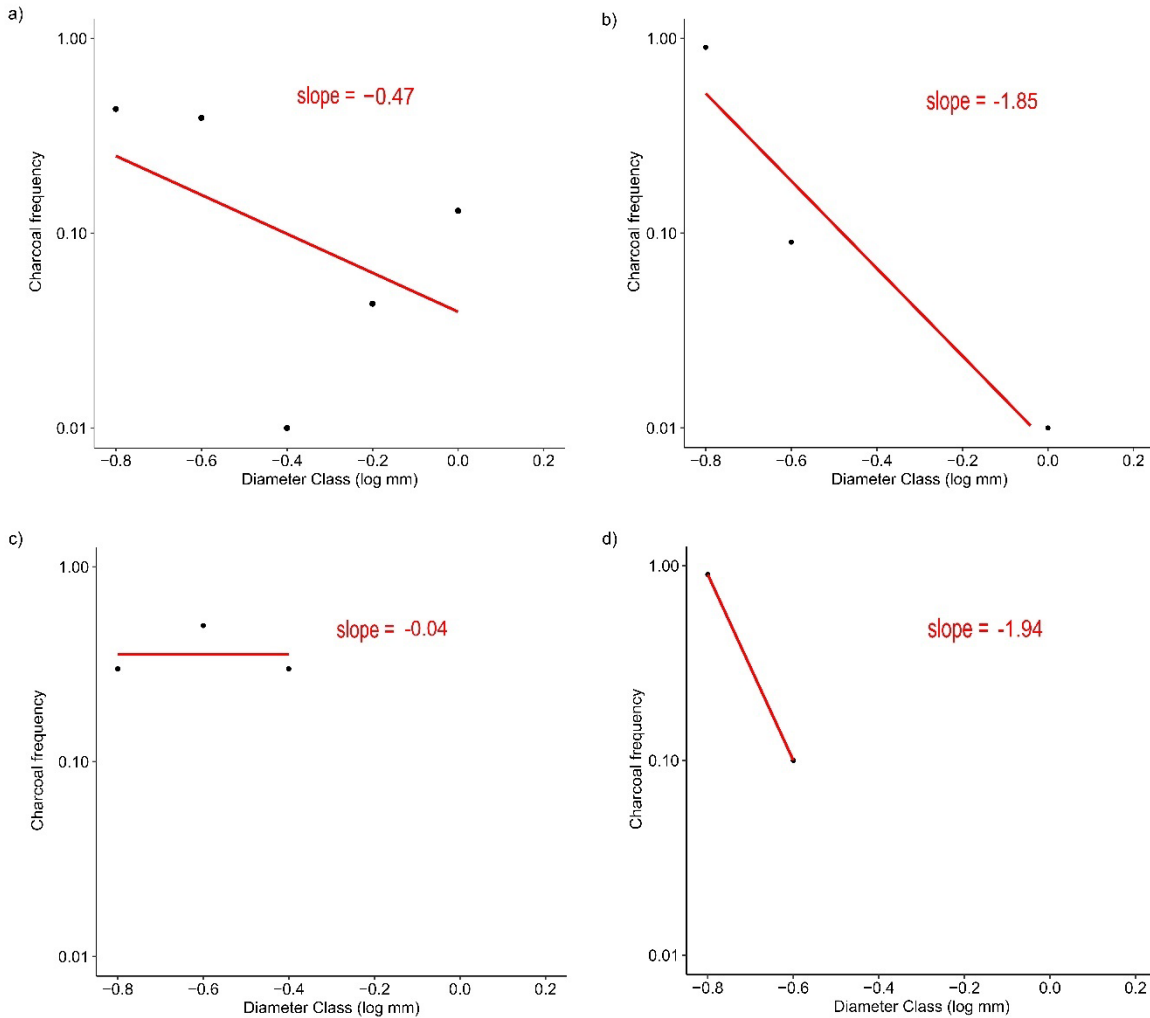 a)
1.00
0.10
0.01
Charcoal frequency
slope = −0.47
−0.8 −0.6 −0.4 −0.2 0.0 0.2
Diameter Class (log mm)
b)
1.00
0.10
0.01
Charcoal frequency
slope = -1.85
−0.8 −0.6 −0.4 −0.2 0.0 0.2
Diameter Class (log mm)
c)
1.00
0.10
0.01
Charcoal frequency
slope = -0.04
−0.8 −0.6 −0.4 −0.2 0.0 0.2
Diameter Class (log mm)
d)
1.00
0.10
0.01
Charcoal frequency
slope = -1.94
−0.8 −0.6 −0.4 −0.2 0.0 0.2
Diameter Class (log mm)